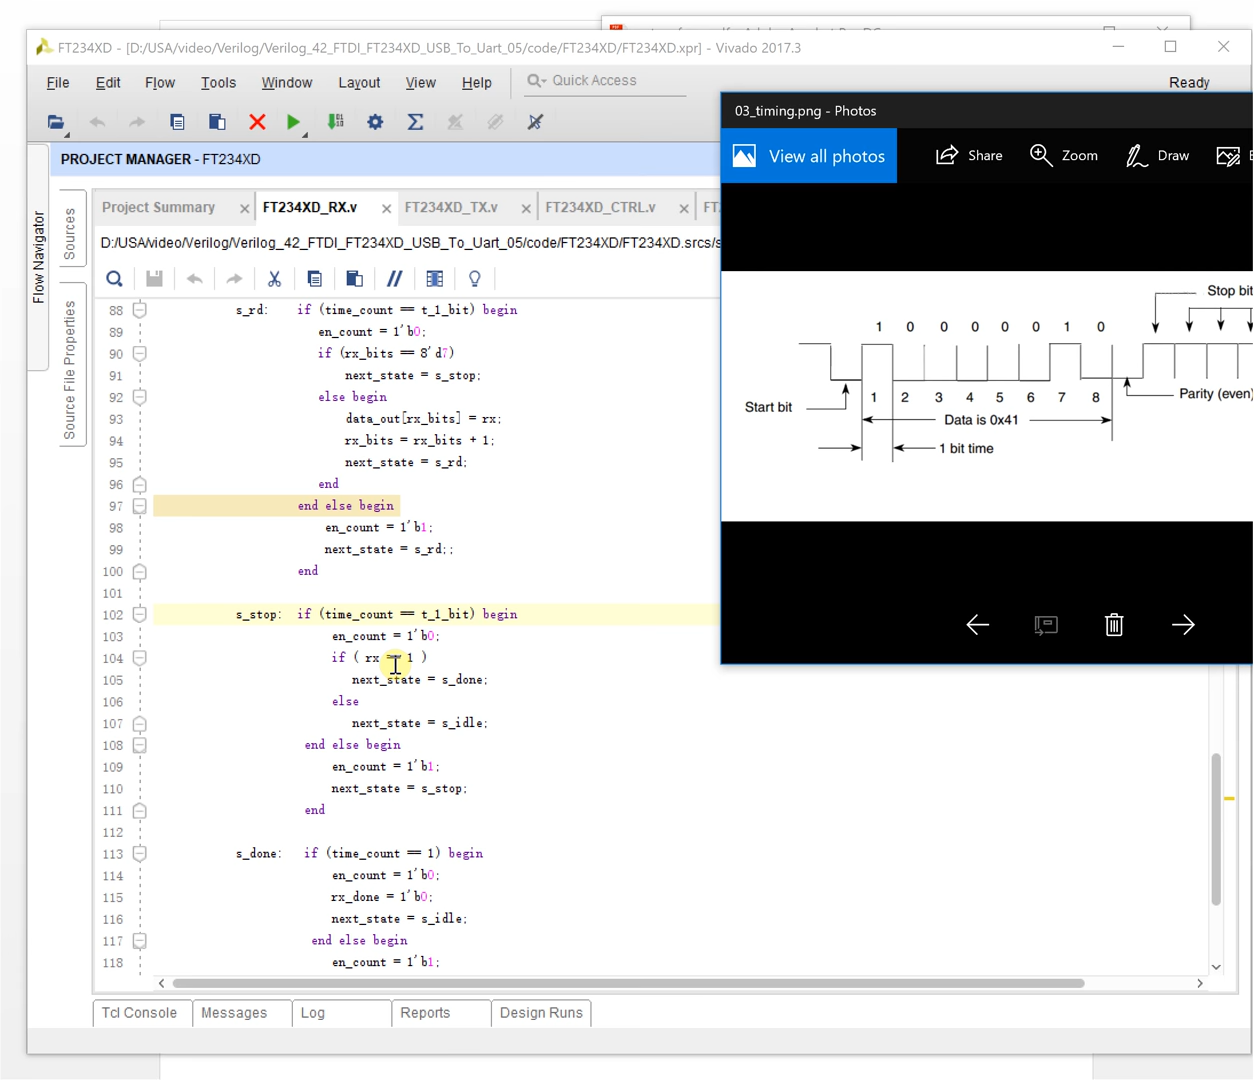 FT234XD - [D:/USA/video/Verilog/Verilog_42_FTDI_FT234XD_USB_To_Uart_05/code/FT234XD/FT234XD.xpr] - Vivado 2017.3
File Edit Flow Tools Window Layout View Help Quick Access Ready
PROJECT MANAGER - FT234XD
Flow Navigator
Sources
Source File Properties
Project Summary FT234XD_RX.v FT234XD_TX.v FT234XD_CTRL.v FT
D:/USA/video/Verilog/Verilog_42_FTDI_FT234XD_USB_To_Uart_05/code/FT234XD/FT234XD.srcs/s
88 s_rd: if (time_count == t_1_bit) begin
89 en_count = 1'b0;
90 if (rx_bits == 8'd7)
91 next_state = s_stop;
92 else begin
93 data_out[rx_bits] = rx;
94 rx_bits = rx_bits + 1;
95 next_state = s_rd;
96 end
97 end else begin
98 en_count = 1'b1;
99 next_state = s_rd;;
100 end
101
102 s_stop: if (time_count == t_1_bit) begin
103 en_count = 1'b0;
104 if ( rx == 1 )
105 next_state = s_done;
106 else
107 next_state = s_idle;
108 end else begin
109 en_count = 1'b1;
110 next_state = s_stop;
111 end
112
113 s_done: if (time_count == 1) begin
114 en_count = 1'b0;
115 rx_done = 1'b0;
116 next_state = s_idle;
117 end else begin
118 en_count = 1'b1;
Tcl Console Messages Log Reports Design Runs
03_timing.png - Photos
View all photos Share Zoom Draw
Stop bit
1 0 0 0 0 0 1 0
1 2 3 4 5 6 7 8
Start bit
Parity (even)
Data is 0x41
1 bit time